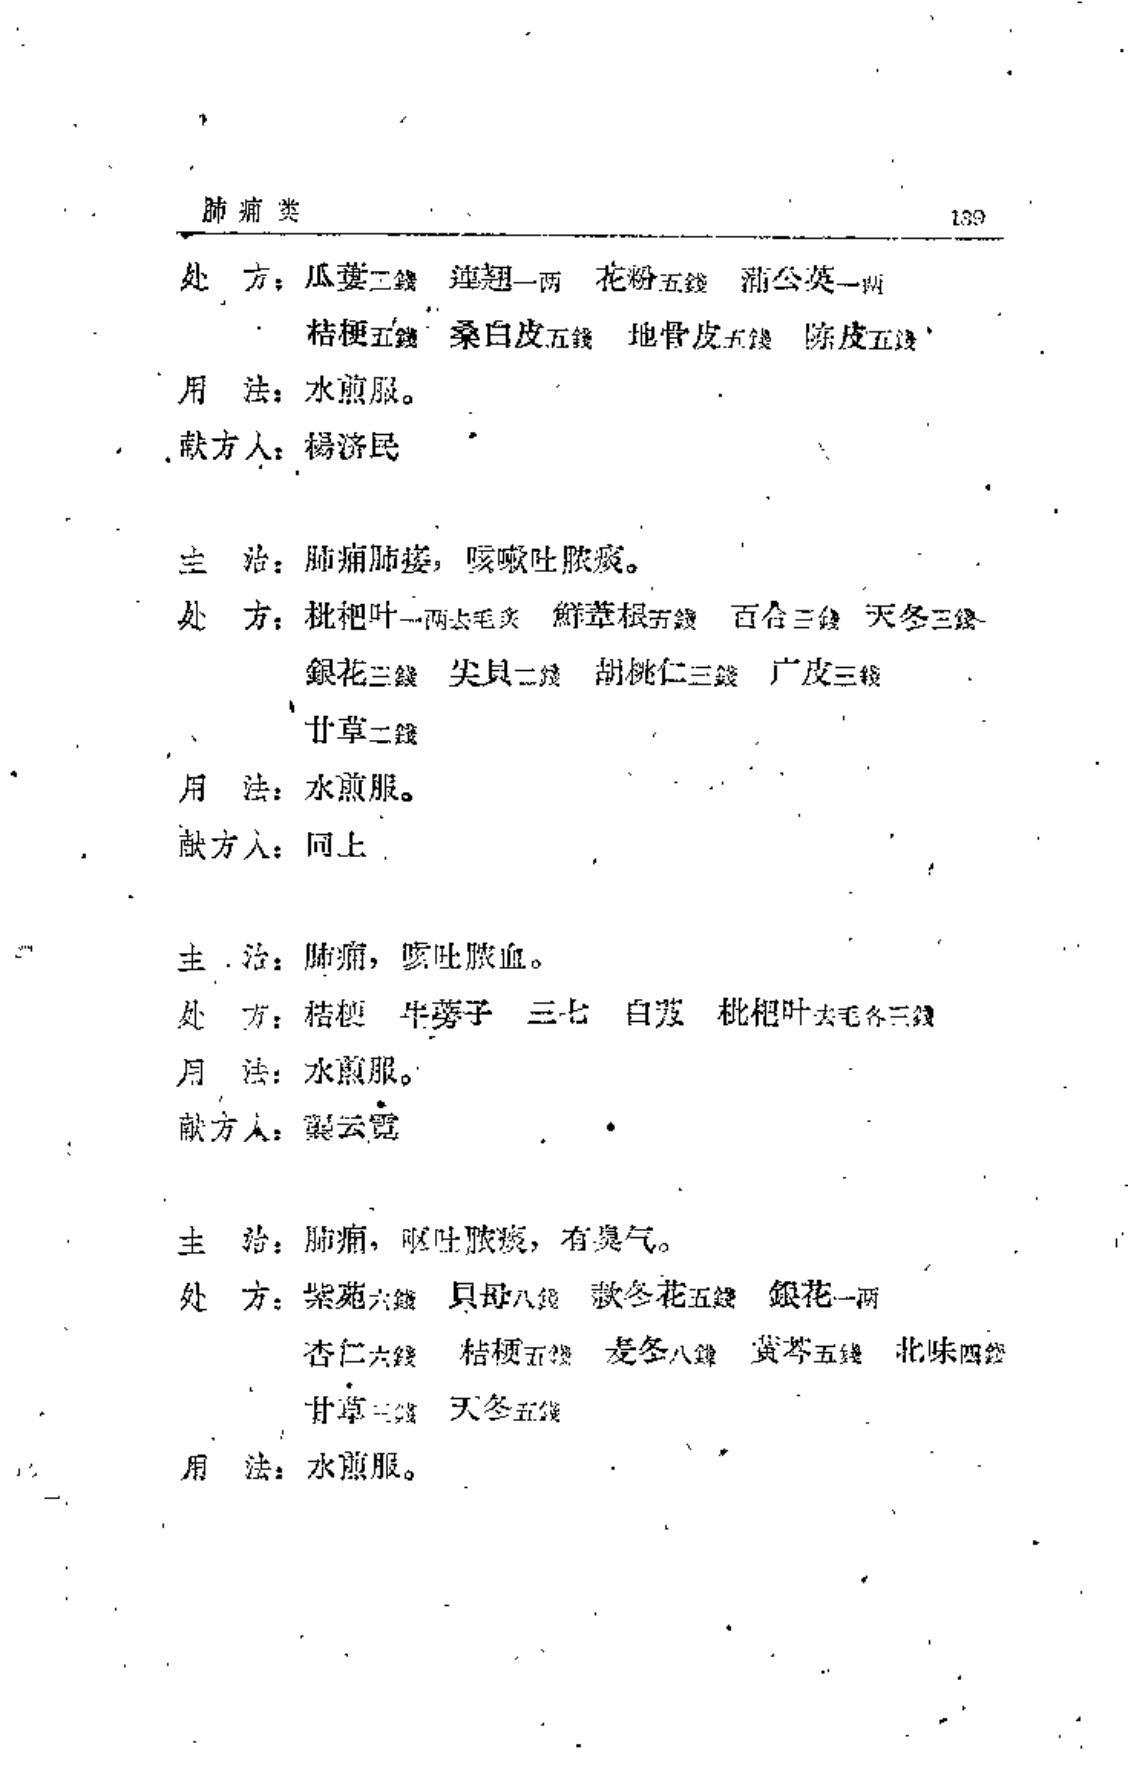 肺痈类 139
处　方：瓜蔞二錢　連翘一两　花粉五錢　蒲公英一两
桔梗五錢　桑白皮五錢　地骨皮五錢　陈皮五錢
用　法：水煎服。
献方人：楊济民
主　治：肺痈肺痿，咳嗽吐脓痰。
处　方：枇杷叶一两去毛炙　鮮葦根五錢　百合三錢　天冬三錢
銀花三錢　尖貝二錢　胡桃仁三錢　广皮三錢
甘草二錢
用　法：水煎服。
献方人：同上
主　治：肺痈，咳吐脓血。
处　方：桔梗　牛蒡子　三七　白芨　枇杷叶去毛各三錢
用　法：水煎服。
献方人：云霓
主　治：肺痈，呕吐脓痰，有臭气。
处　方：紫苑六錢　貝母八錢　款冬花五錢　銀花一两
杏仁六錢　桔梗五錢　麦冬八錢　黄芩五錢　北味四錢
甘草三錢　天冬五錢
用　法：水煎服。